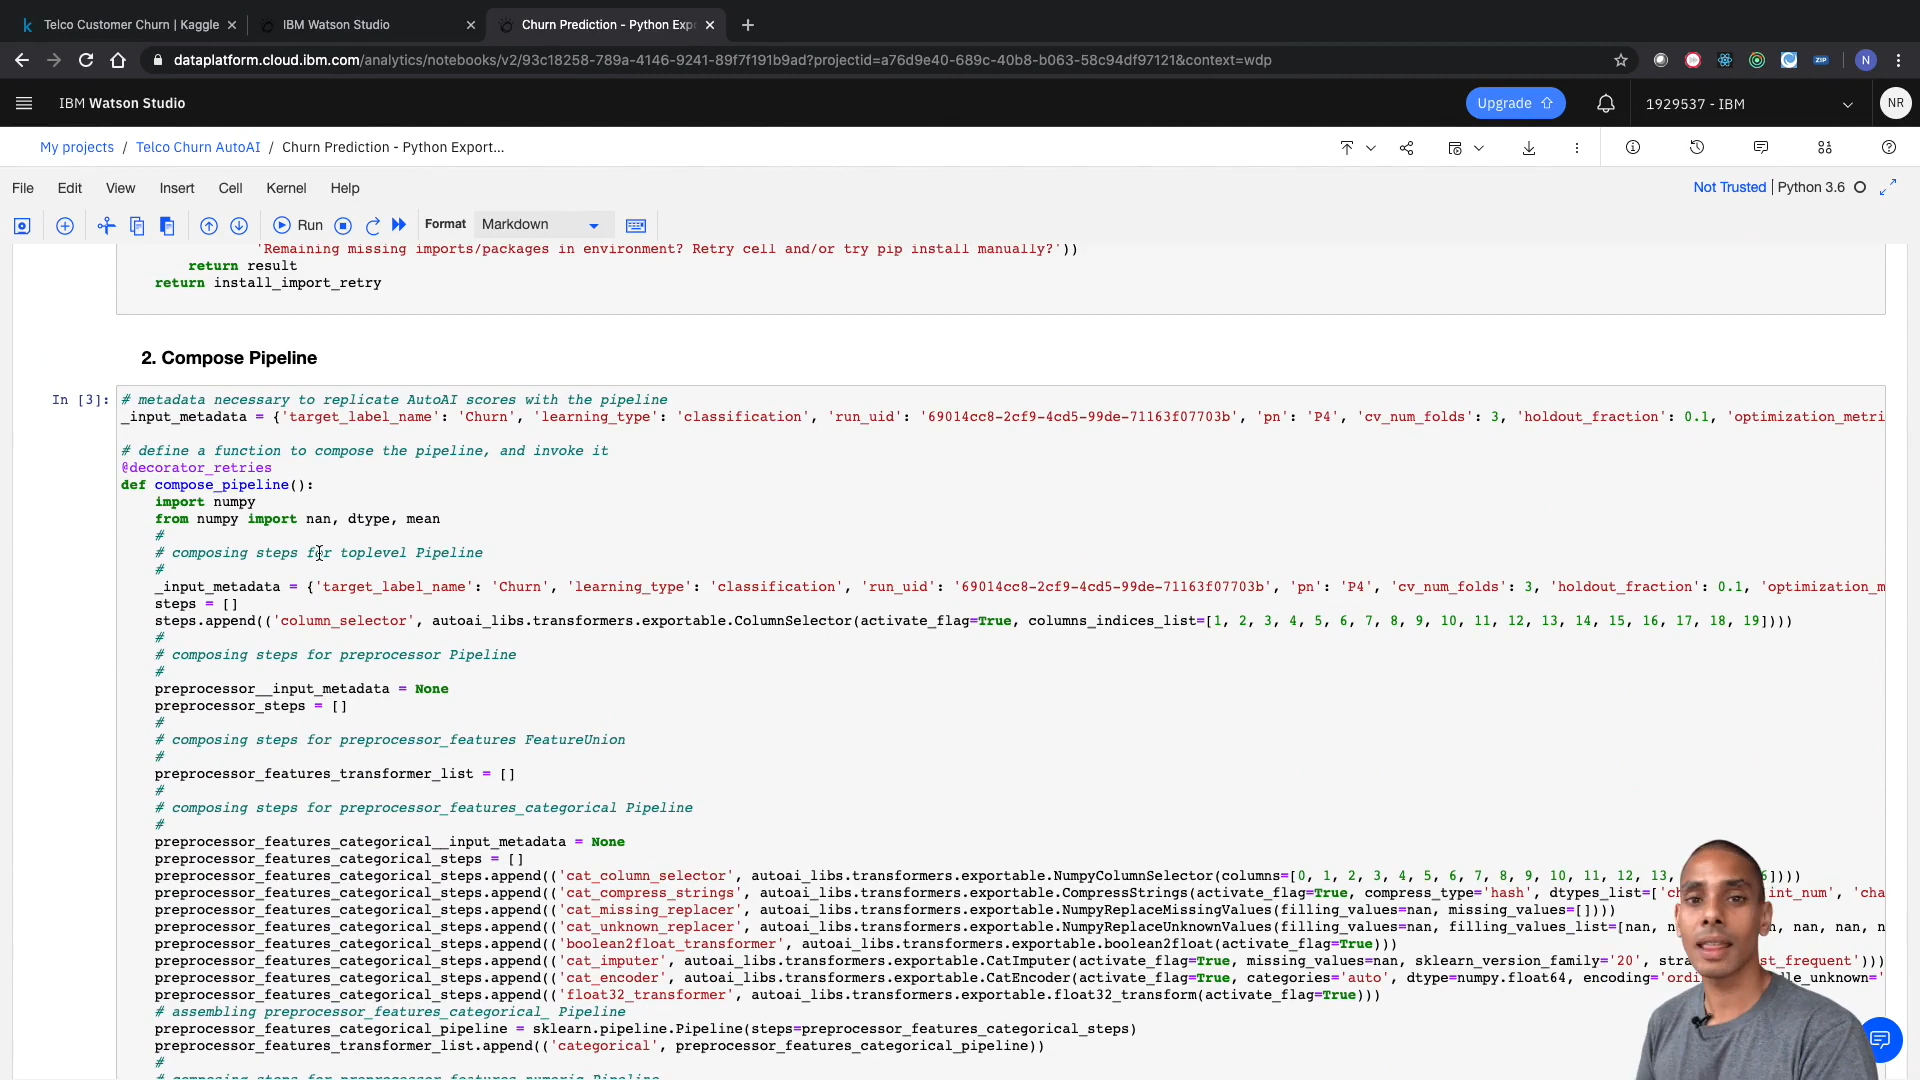 Telco Customer Churn | Kaggle
IBM Watson Studio
Churn Prediction - Python Exp
dataplatform.cloud.ibm.com/analytics/notebooks/v2/93c18258-789a-4146-9241-89f7f191b9ad?projectid=a76d9e40-689c-40b8-b063-58c94df97121&context=wdp
ZIP
N
IBM Watson Studio
Upgrade
1929537 - IBM
NR
My projects / Telco Churn AutoAI / Churn Prediction - Python Export...
File Edit View Insert Cell Kernel Help
Not Trusted | Python 3.6
Run Format Markdown
'Remaining missing imports/packages in environment? Retry cell and/or try pip install manually?'))
return result
return install_import_retry
2. Compose Pipeline
In [3]: # metadata necessary to replicate AutoAI scores with the pipeline
_input_metadata = {'target_label_name': 'Churn', 'learning_type': 'classification', 'run_uid': '69014cc8-2cf9-4cd5-99de-71163f07703b', 'pn': 'P4', 'cv_num_folds': 3, 'holdout_fraction': 0.1, 'optimization_metri
# define a function to compose the pipeline, and invoke it
@decorator_retries
def compose_pipeline():
import numpy
from numpy import nan, dtype, mean
#
# composing steps for toplevel Pipeline
#
_input_metadata = {'target_label_name': 'Churn', 'learning_type': 'classification', 'run_uid': '69014cc8-2cf9-4cd5-99de-71163f07703b', 'pn': 'P4', 'cv_num_folds': 3, 'holdout_fraction': 0.1, 'optimization_m
steps = []
steps.append(('column_selector', autoai_libs.transformers.exportable.ColumnSelector(activate_flag=True, columns_indices_list=[1, 2, 3, 4, 5, 6, 7, 8, 9, 10, 11, 12, 13, 14, 15, 16, 17, 18, 19])))
#
# composing steps for preprocessor Pipeline
#
preprocessor__input_metadata = None
preprocessor_steps = []
#
# composing steps for preprocessor_features FeatureUnion
#
preprocessor_features_transformer_list = []
#
# composing steps for preprocessor_features_categorical Pipeline
#
preprocessor_features_categorical__input_metadata = None
preprocessor_features_categorical_steps = []
preprocessor_features_categorical_steps.append(('cat_column_selector', autoai_libs.transformers.exportable.NumpyColumnSelector(columns=[0, 1, 2, 3, 4, 5, 6, 7, 8, 9, 10, 11, 12, 13, 6])))
preprocessor_features_categorical_steps.append(('cat_compress_strings', autoai_libs.transformers.exportable.CompressStrings(activate_flag=True, compress_type='hash', dtypes_list=['ch int_num', 'cha
preprocessor_features_categorical_steps.append(('cat_missing_replacer', autoai_libs.transformers.exportable.NumpyReplaceMissingValues(filling_values=nan, missing_values=[])))
preprocessor_features_categorical_steps.append(('cat_unknown_replacer', autoai_libs.transformers.exportable.NumpyReplaceUnknownValues(filling_values=nan, filling_values_list=[nan, n n, nan, nan, n
preprocessor_features_categorical_steps.append(('boolean2float_transformer', autoai_libs.transformers.exportable.boolean2float(activate_flag=True)))
preprocessor_features_categorical_steps.append(('cat_imputer', autoai_libs.transformers.exportable.CatImputer(activate_flag=True, missing_values=nan, sklearn_version_family='20', stra st_frequent')))
preprocessor_features_categorical_steps.append(('cat_encoder', autoai_libs.transformers.exportable.CatEncoder(activate_flag=True, categories='auto', dtype=numpy.float64, encoding='ordi le_unknown='
preprocessor_features_categorical_steps.append(('float32_transformer', autoai_libs.transformers.exportable.float32_transform(activate_flag=True)))
# assembling preprocessor_features_categorical_ Pipeline
preprocessor_features_categorical_pipeline = sklearn.pipeline.Pipeline(steps=preprocessor_features_categorical_steps)
preprocessor_features_transformer_list.append(('categorical', preprocessor_features_categorical_pipeline))
#
# composing steps for preprocessor_features_numeric Pipeline